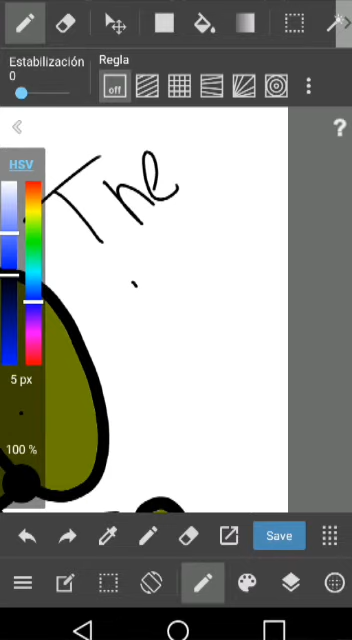 Estabilización
0
Regla
off
?
HSV
The
5 px
100 %
Save